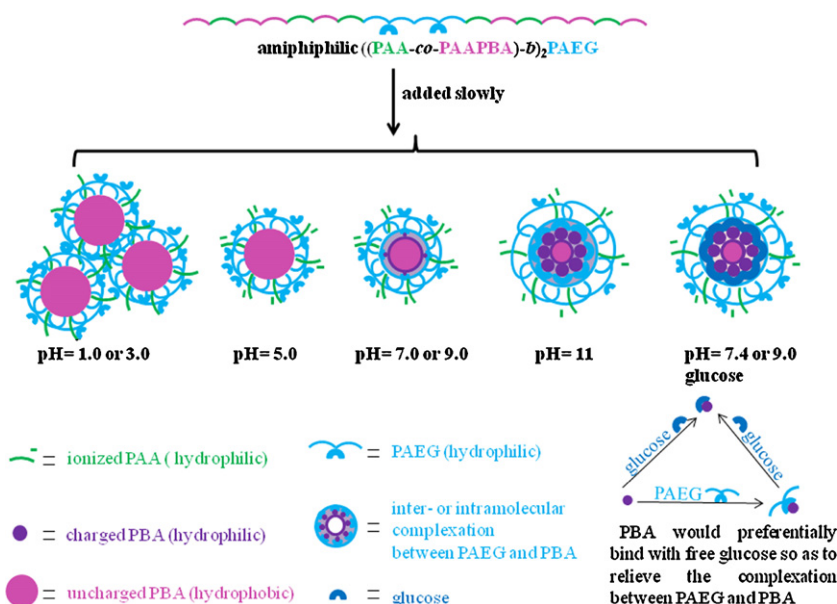 amiphiphilic ((PAA-co-PAAPBA)-b)₂PAEG
added slowly
pH= 1.0 or 3.0
pH= 5.0
pH= 7.0 or 9.0
pH= 11
pH= 7.4 or 9.0
glucose
= ionized PAA ( hydrophilic)
= charged PBA (hydrophilic)
= uncharged PBA (hydrophobic)
= PAEG (hydrophilic)
= inter- or intramolecular
complexation
between PAEG and PBA
= glucose
glucose
glucose
PAEG
PBA would preferentially
bind with free glucose so as to
relieve the complexation
between PAEG and PBA